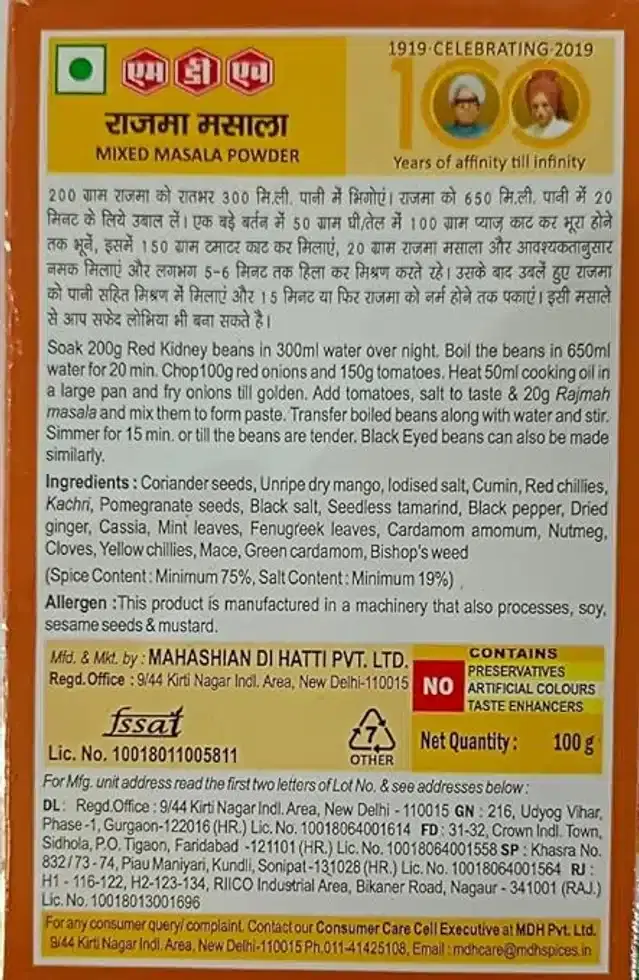 एम डी एच
1919·CELEBRATING·2019
100
राजमा मसाला
MIXED MASALA POWDER
Years of affinity till infinity
200 ग्राम राजमा को रातभर 300 मि.ली. पानी में भिगोएं। राजमा को 650 मि.ली. पानी में 20
मिनट के लिये उबाल लें। एक बड़े बर्तन में 50 ग्राम घी/तेल में 100 ग्राम प्याज़ काट कर भूरा होने
तक भूनें, इसमें 150 ग्राम टमाटर काट कर मिलाएं, 20 ग्राम राजमा मसाला और आवश्यकतानुसार
नमक मिलाएं और लगभग 5-6 मिनट तक हिला कर मिश्रण करते रहे। उसके बाद उबलें हुए राजमा
को पानी सहित मिश्रण में मिलाएं और 15 मिनट या फिर राजमा को नर्म होने तक पकाएं। इसी मसाले
से आप सफेद लोभिया भी बना सकते है।
Soak 200g Red Kidney beans in 300ml water over night. Boil the beans in 650ml
water for 20 min. Chop100g red onions and 150g tomatoes. Heat 50ml cooking oil in
a large pan and fry onions till golden. Add tomatoes, salt to taste & 20g Rajmah
masala and mix them to form paste. Transfer boiled beans along with water and stir.
Simmer for 15 min. or till the beans are tender. Black Eyed beans can also be made
similarly.
Ingredients : Coriander seeds, Unripe dry mango, Iodised salt, Cumin, Red chillies,
Kachri, Pomegranate seeds, Black salt, Seedless tamarind, Black pepper, Dried
ginger, Cassia, Mint leaves, Fenugreek leaves, Cardamom amomum, Nutmeg,
Cloves, Yellow chillies, Mace, Green cardamom, Bishop's weed
(Spice Content : Minimum 75%, Salt Content : Minimum 19%)
Allergen :This product is manufactured in a machinery that also processes, soy,
sesame seeds & mustard.
Mfd. & Mkt. by : MAHASHIAN DI HATTI PVT. LTD.
Regd. Office : 9/44 Kirti Nagar Indl. Area, New Delhi-110015
CONTAINS
NO
PRESERVATIVES
ARTIFICIAL COLOURS
TASTE ENHANCERS
fssai
Lic. No. 10018011005811
7
OTHER
Net Quantity : 100 g
For Mfg. unit address read the first two letters of Lot No. & see addresses below :
DL : Regd.Office : 9/44 Kirti Nagar Indl. Area, New Delhi - 110015 GN : 216, Udyog Vihar,
Phase -1, Gurgaon-122016 (HR.) Lic. No. 10018064001614 FD : 31-32, Crown Indl. Town,
Sidhola, P.O. Tigaon, Faridabad -121101 (HR.) Lic. No. 10018064001558 SP : Khasra No.
832/73-74, Piau Maniyari, Kundli, Sonipat-131028 (HR.) Lic. No. 10018064001564 RJ :
H1 - 116-122, H2-123-134, RIICO Industrial Area, Bikaner Road, Nagaur - 341001 (RAJ.)
Lic. No. 10018013001696
For any consumer query/ complaint. Contact our Consumer Care Cell Executive at MDH Pvt. Ltd.
9/44 Kirti Nagar Indl. Area, New Delhi-110015 Ph.011-41425108, Email : mdhcare@mdhspices.in